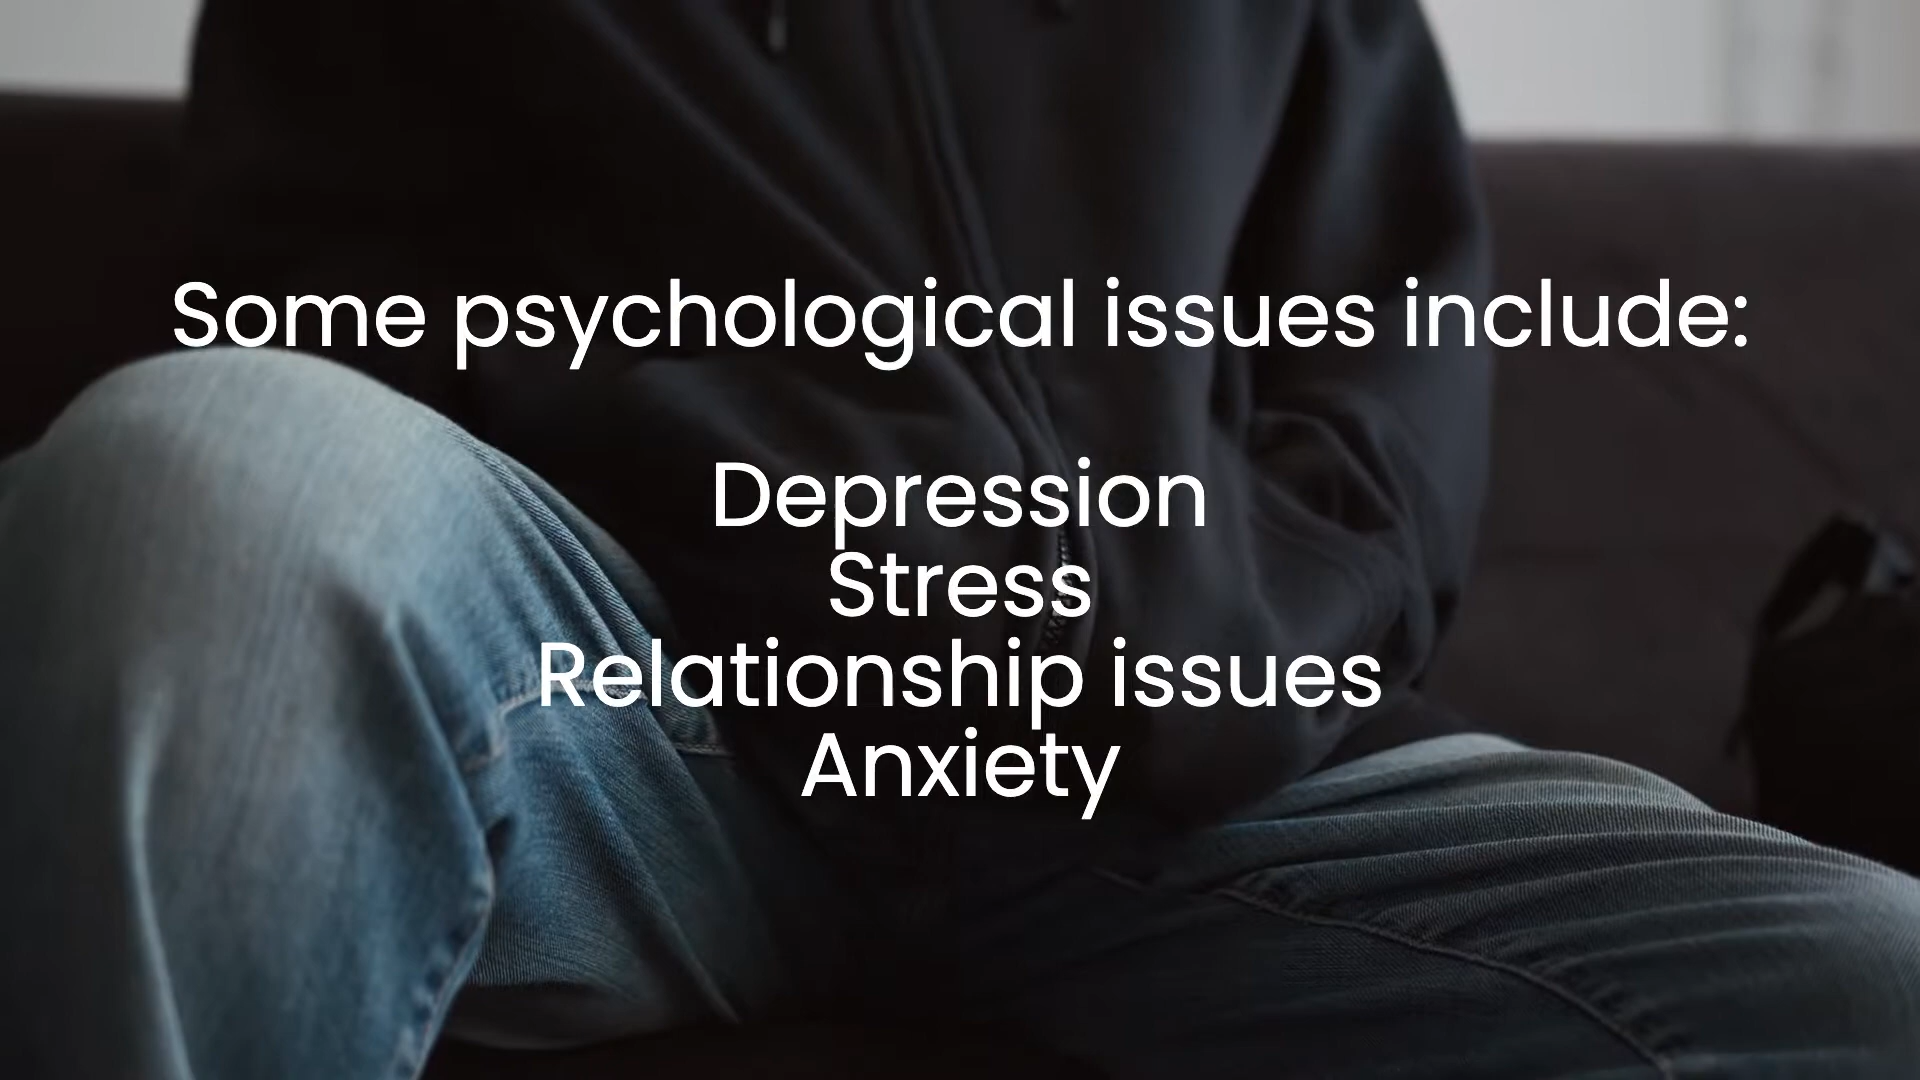 Some psychological issues include:
Depression
Stress
Relationship issues
Anxiety